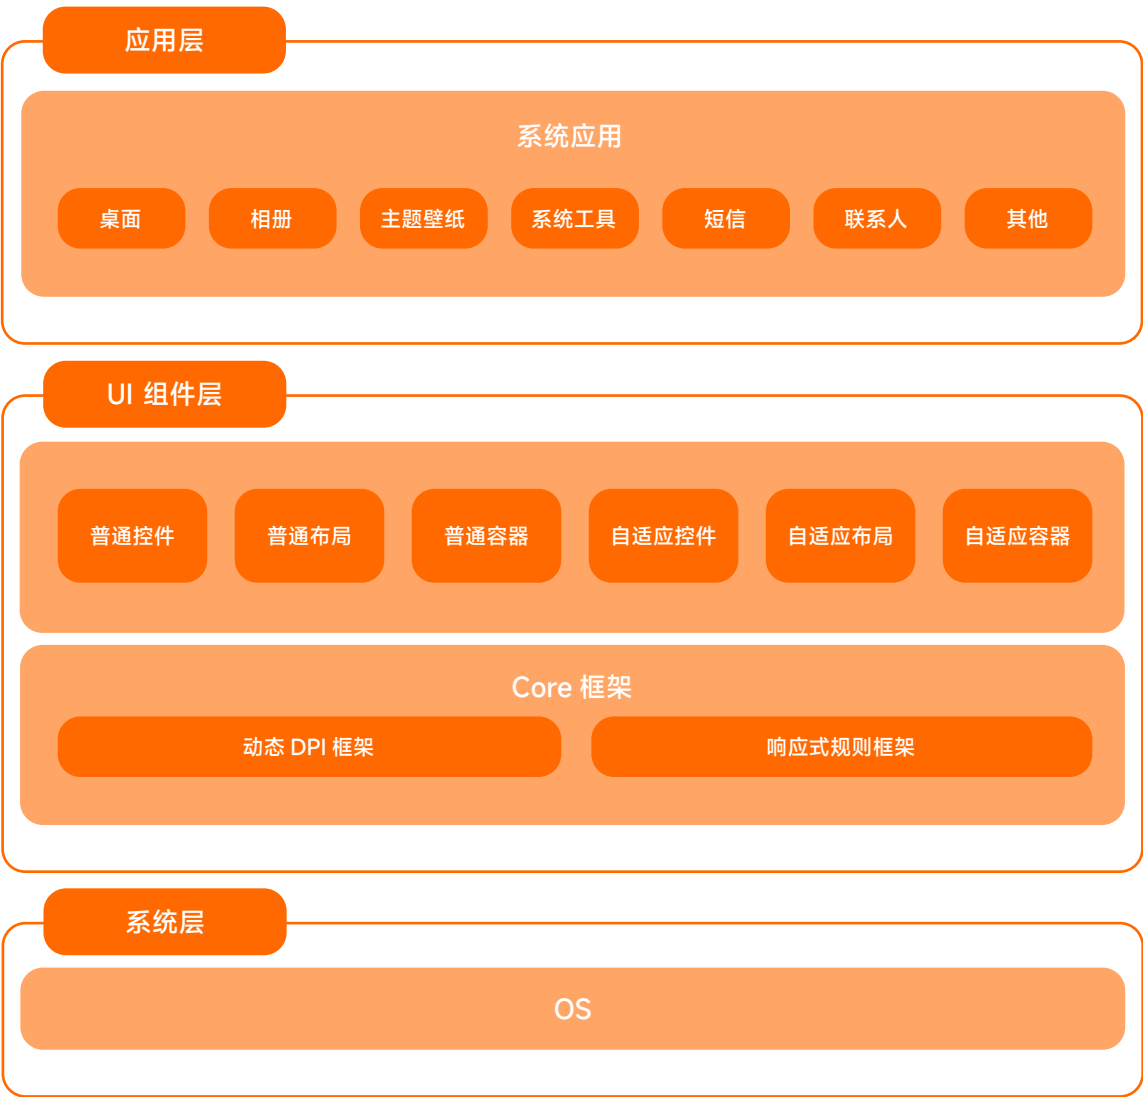 应用层
系统应用
桌面
相册
主题壁纸
系统工具
短信
联系人
其他
UI 组件层
普通控件
普通布局
普通容器
自适应控件
自适应布局
自适应容器
Core 框架
动态 DPI 框架
响应式规则框架
系统层
OS